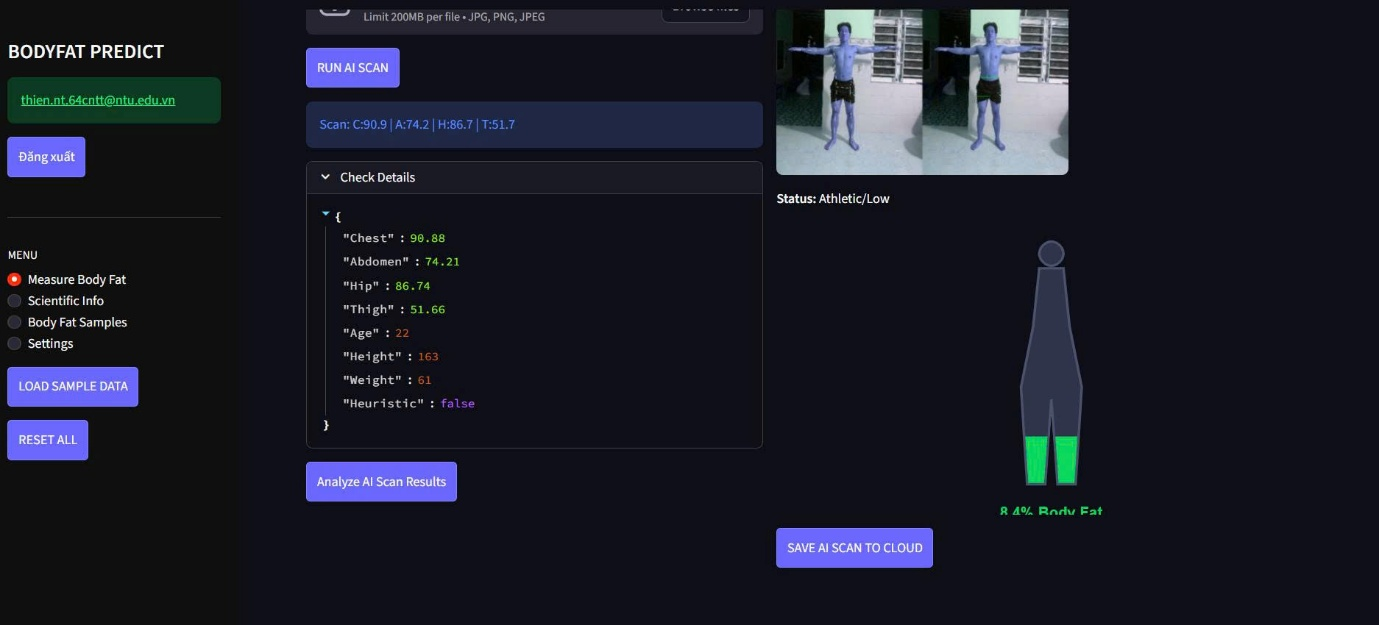 BODYFAT PREDICT
thien.nt.64cntt@ntu.edu.vn
Đăng xuất
MENU
Measure Body Fat
Scientific Info
Body Fat Samples
Settings
LOAD SAMPLE DATA
RESET ALL
Limit 200MB per file • JPG, PNG, JPEG
RUN AI SCAN
Scan: C:90.9 | A:74.2 | H:86.7 | T:51.7
Check Details
{
"Chest" : 90.88
"Abdomen" : 74.21
"Hip" : 86.74
"Thigh" : 51.66
"Age" : 22
"Height" : 163
"Weight" : 61
"Heuristic" : false
}
Analyze AI Scan Results
Status: Athletic/Low
8.4% Body Fat
SAVE AI SCAN TO CLOUD